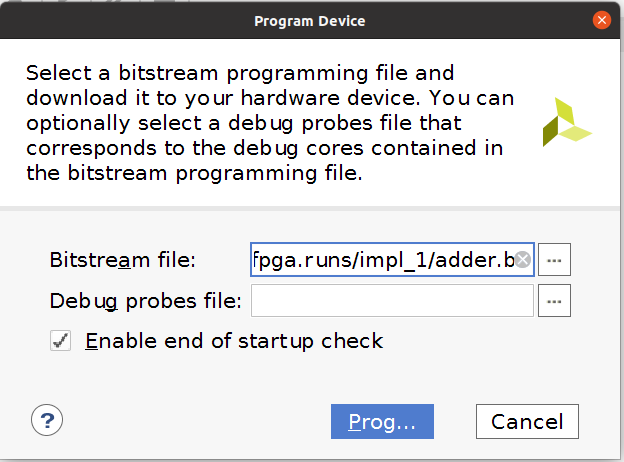 Program Device
Select a bitstream programming file and
download it to your hardware device. You can
optionally select a debug probes file that
corresponds to the debug cores contained in
the bitstream programming file.
Bitstream file: fpga.runs/impl_1/adder.b ...
Debug probes file: ...
Enable end of startup check
? Prog... Cancel